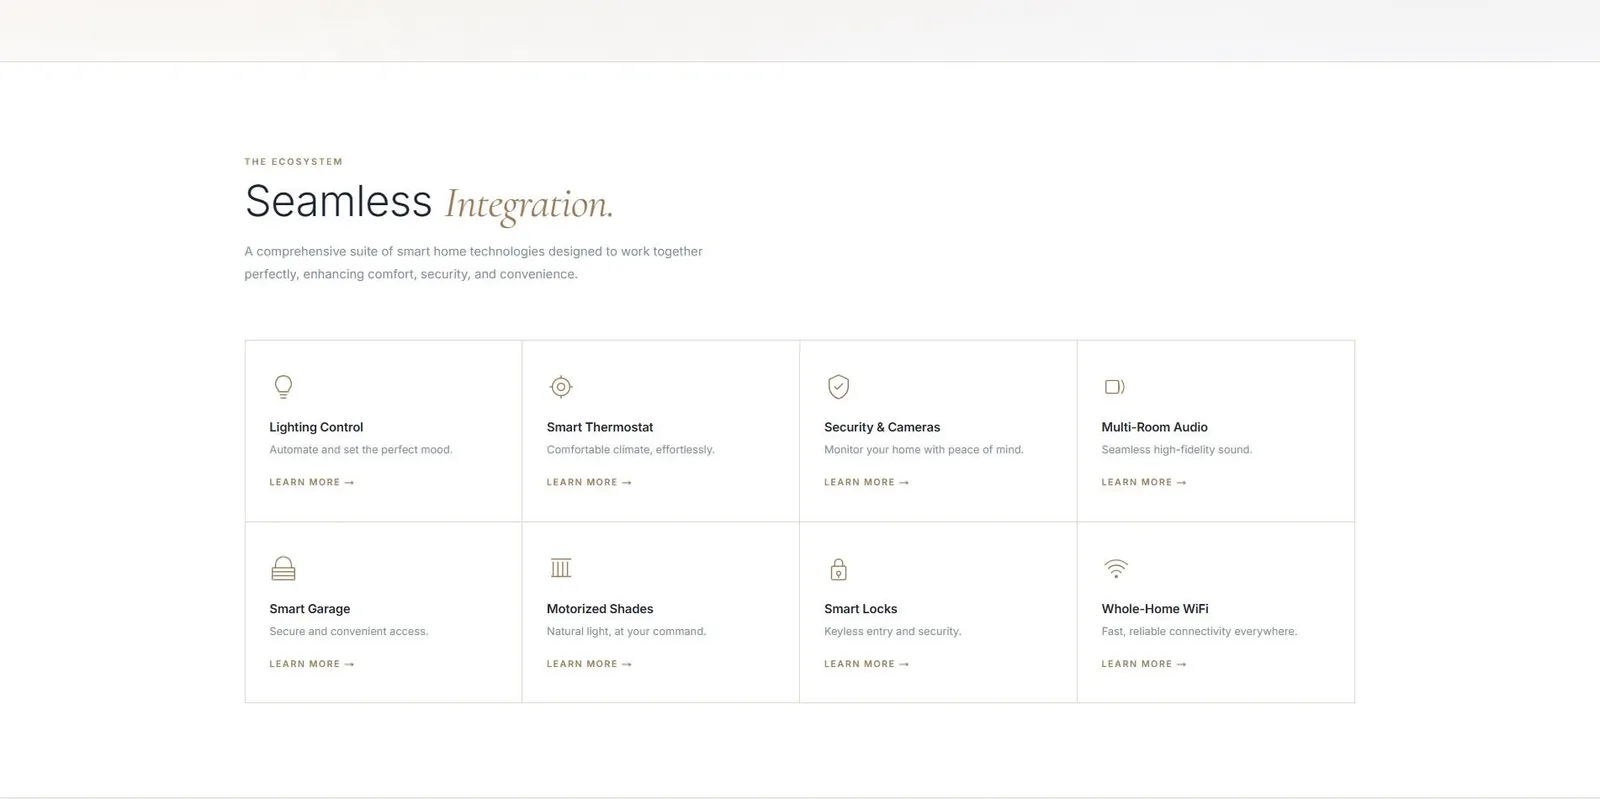 THE ECOSYSTEM
Seamless Integration.
A comprehensive suite of smart home technologies designed to work together
perfectly, enhancing comfort, security, and convenience.
Lighting Control
Automate and set the perfect mood.
LEARN MORE →
Smart Thermostat
Comfortable climate, effortlessly.
LEARN MORE →
Security & Cameras
Monitor your home with peace of mind.
LEARN MORE →
Multi-Room Audio
Seamless high-fidelity sound.
LEARN MORE →
Smart Garage
Secure and convenient access.
LEARN MORE →
Motorized Shades
Natural light, at your command.
LEARN MORE →
Smart Locks
Keyless entry and security.
LEARN MORE →
Whole-Home WiFi
Fast, reliable connectivity everywhere.
LEARN MORE →